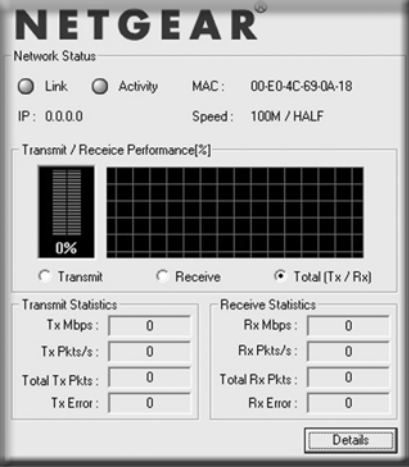 NETGEAR®
Network Status
Link Activity MAC : 00-E0-4C-69-0A-18
IP : 0.0.0.0 Speed : 100M / HALF
Transmit / Receice Performance[%]
0%
Transmit Receive Total (Tx / Rx)
Transmit Statistics Receive Statistics
Tx Mbps : 0 Rx Mbps : 0
Tx Pkts/s : 0 Rx Pkts/s : 0
Total Tx Pkts : 0 Total Rx Pkts : 0
Tx Error : 0 Rx Error : 0
Details